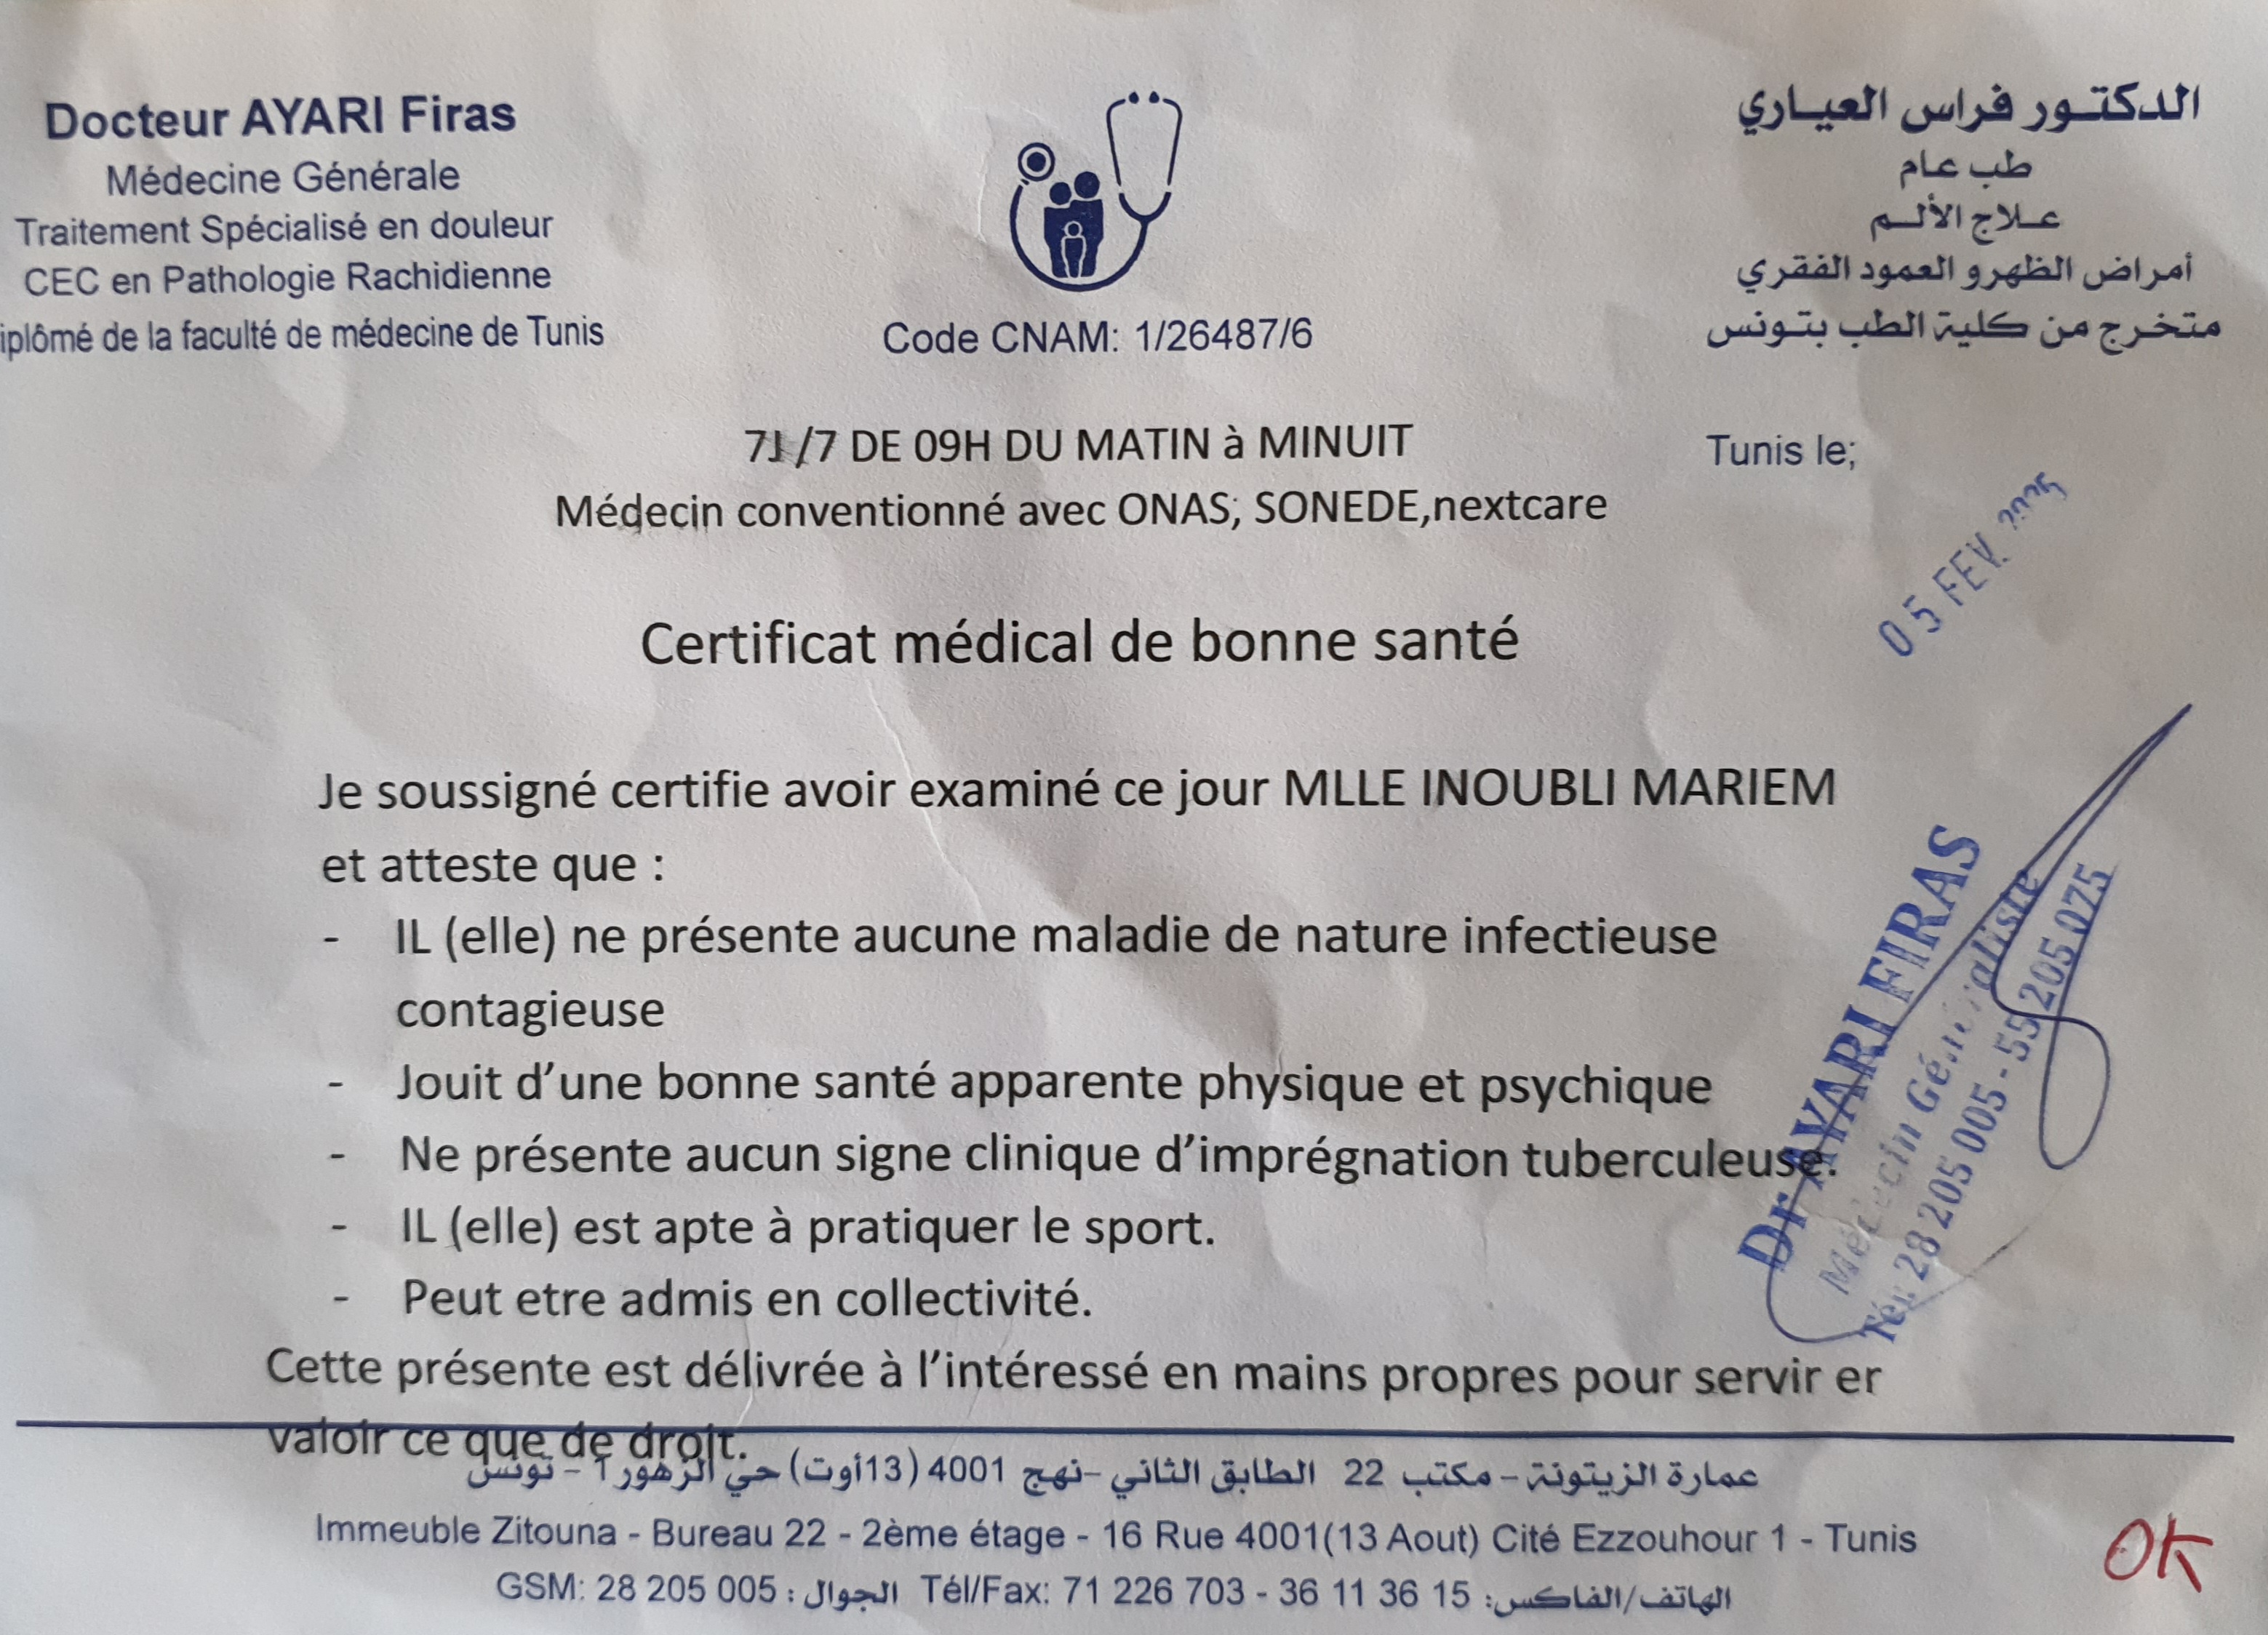 Docteur AYARI Firas
Médecine Générale
Traitement Spécialisé en douleur
CEC en Pathologie Rachidienne
iplômé de la faculté de médecine de Tunis
Code CNAM: 1/26487/6
الدكتور فراس العياري
طب عام
علاج الألم
أمراض الظهر و العمود الفقري
متخرج من كلية الطب بتونس
7J /7 DE 09H DU MATIN à MINUIT
Médecin conventionné avec ONAS; SONEDE,nextcare
Tunis le;
05 FEV. 2025
Certificat médical de bonne santé
Je soussigné certifie avoir examiné ce jour MLLE INOUBLI MARIEM
et atteste que :
- IL (elle) ne présente aucune maladie de nature infectieuse
contagieuse
- Jouit d’une bonne santé apparente physique et psychique
- Ne présente aucun signe clinique d’imprégnation tuberculeuse.
- IL (elle) est apte à pratiquer le sport.
- Peut etre admis en collectivité.
Cette présente est délivrée à l’intéressé en mains propres pour servir er
valoir ce que de droit.
Dr AYARI FIRAS
Médecin Généraliste
Tél: 28 205 005 - 55 205 075
عمارة الزيتونة - مكتب 22 الطابق الثاني - نهج 4001 (13أوت) حي الزهور 1 - تونس
Immeuble Zitouna - Bureau 22 - 2ème étage - 16 Rue 4001(13 Aout) Cité Ezzouhour 1 - Tunis
GSM: 28 205 005 : الجوال Tél/Fax: 71 226 703 - 36 11 36 15 :الهاتف/الفاكس
OK